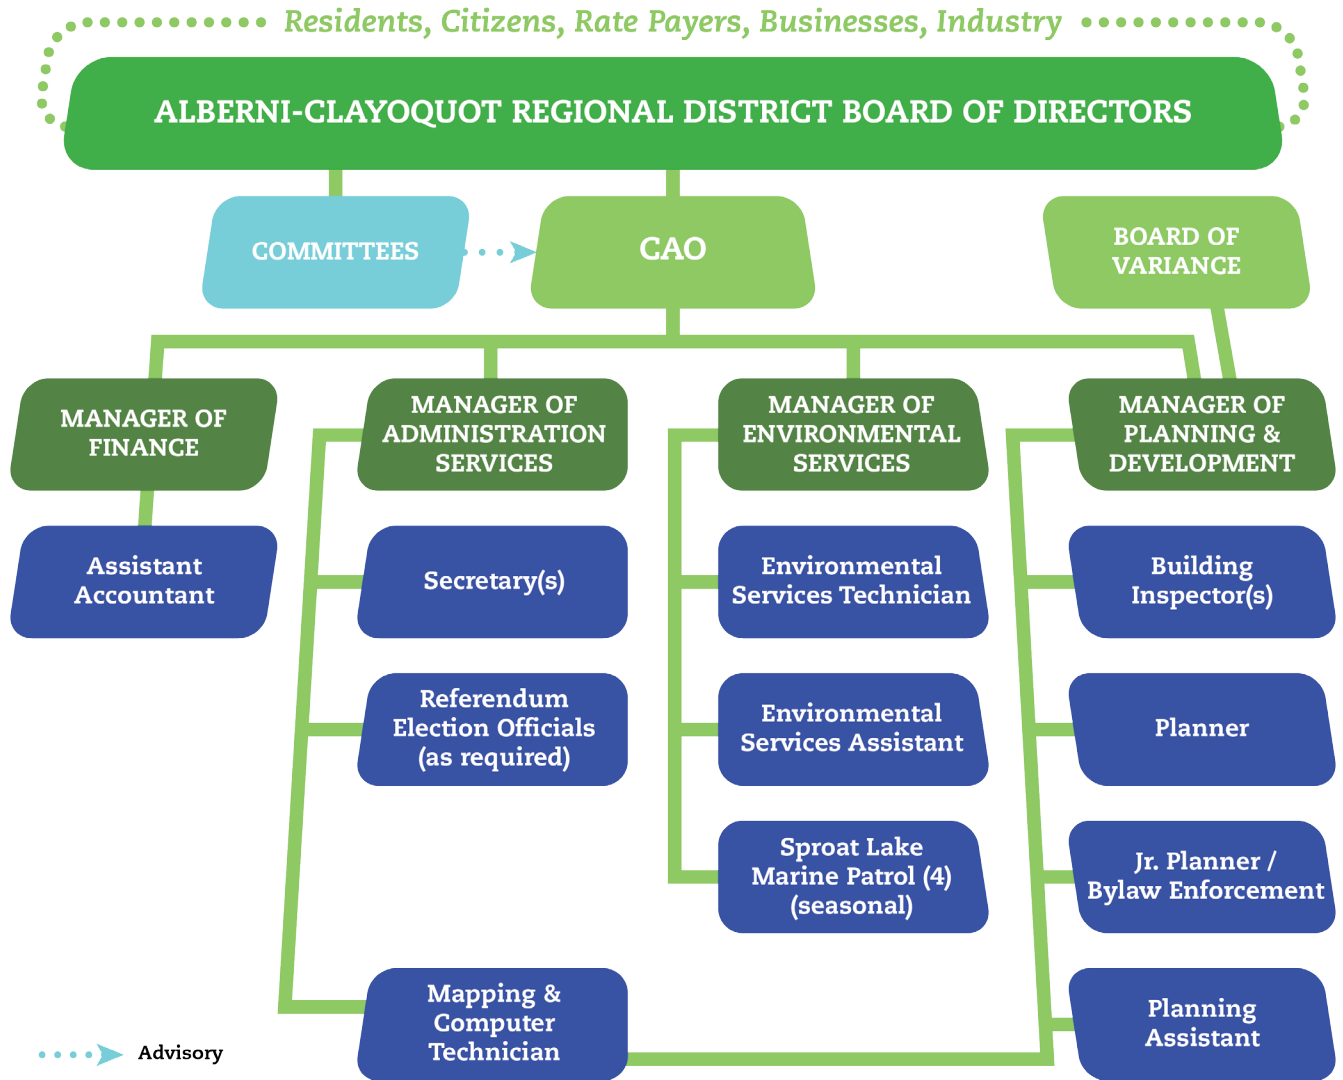 Residents, Citizens, Rate Payers, Businesses, Industry
ALBERNI-CLAYOQUOT REGIONAL DISTRICT BOARD OF DIRECTORS
COMMITTEES
CAO
BOARD OF
VARIANCE
MANAGER OF
FINANCE
MANAGER OF
ADMINISTRATION
SERVICES
MANAGER OF
ENVIRONMENTAL
SERVICES
MANAGER OF
PLANNING &
DEVELOPMENT
Assistant
Accountant
Secretary(s)
Environmental
Services Technician
Building
Inspector(s)
Referendum
Election Officials
(as required)
Environmental
Services Assistant
Planner
Sproat Lake
Marine Patrol (4)
(seasonal)
Jr. Planner /
Bylaw Enforcement
Mapping &
Computer
Technician
Planning
Assistant
Advisory